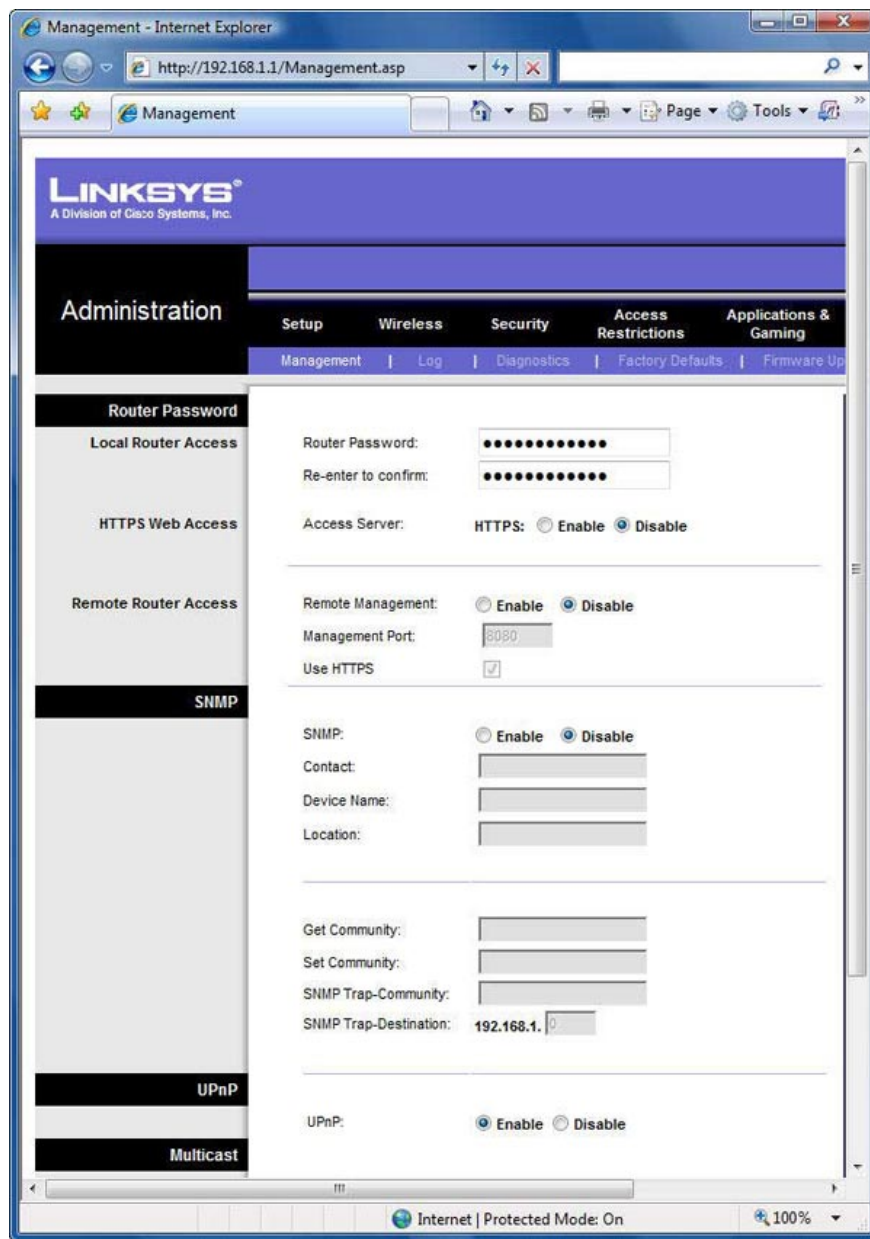 Management - Internet Explorer
http://192.168.1.1/Management.asp
Management
Page
Tools
LINKSYS®
A Division of Cisco Systems, Inc.
Administration
Setup Wireless Security Access Restrictions Applications & Gaming
Management | Log | Diagnostics | Factory Defaults | Firmware Up
Router Password
Local Router Access Router Password: ●●●●●●●●●●●●
Re-enter to confirm: ●●●●●●●●●●●●
HTTPS Web Access Access Server: HTTPS: Enable Disable
Remote Router Access Remote Management: Enable Disable
Management Port: 8080
Use HTTPS
SNMP
SNMP: Enable Disable
Contact:
Device Name:
Location:
Get Community:
Set Community:
SNMP Trap-Community:
SNMP Trap-Destination: 192.168.1. 0
UPnP
UPnP: Enable Disable
Multicast
Internet | Protected Mode: On 100%